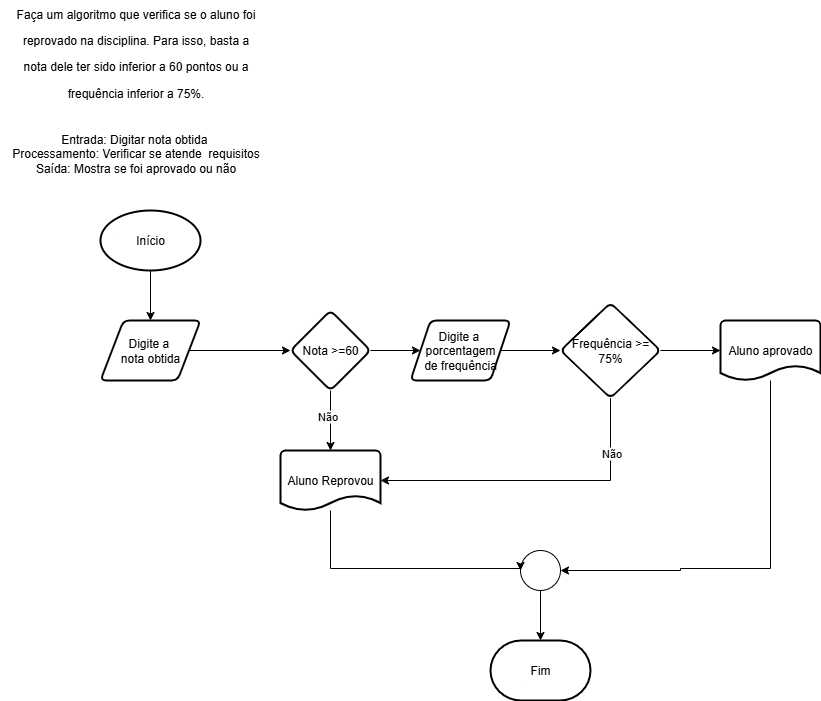 Faça um algoritmo que verifica se o aluno foi
reprovado na disciplina. Para isso, basta a
nota dele ter sido inferior a 60 pontos ou a
frequência inferior a 75%.
Entrada: Digitar nota obtida
Processamento: Verificar se atende requisitos
Saída: Mostra se foi aprovado ou não
Início
Digite a
nota obtida
Nota >=60
Digite a
porcentagem
de frequência
Frequência >=
75%
Aluno aprovado
Não
Não
Aluno Reprovou
Fim